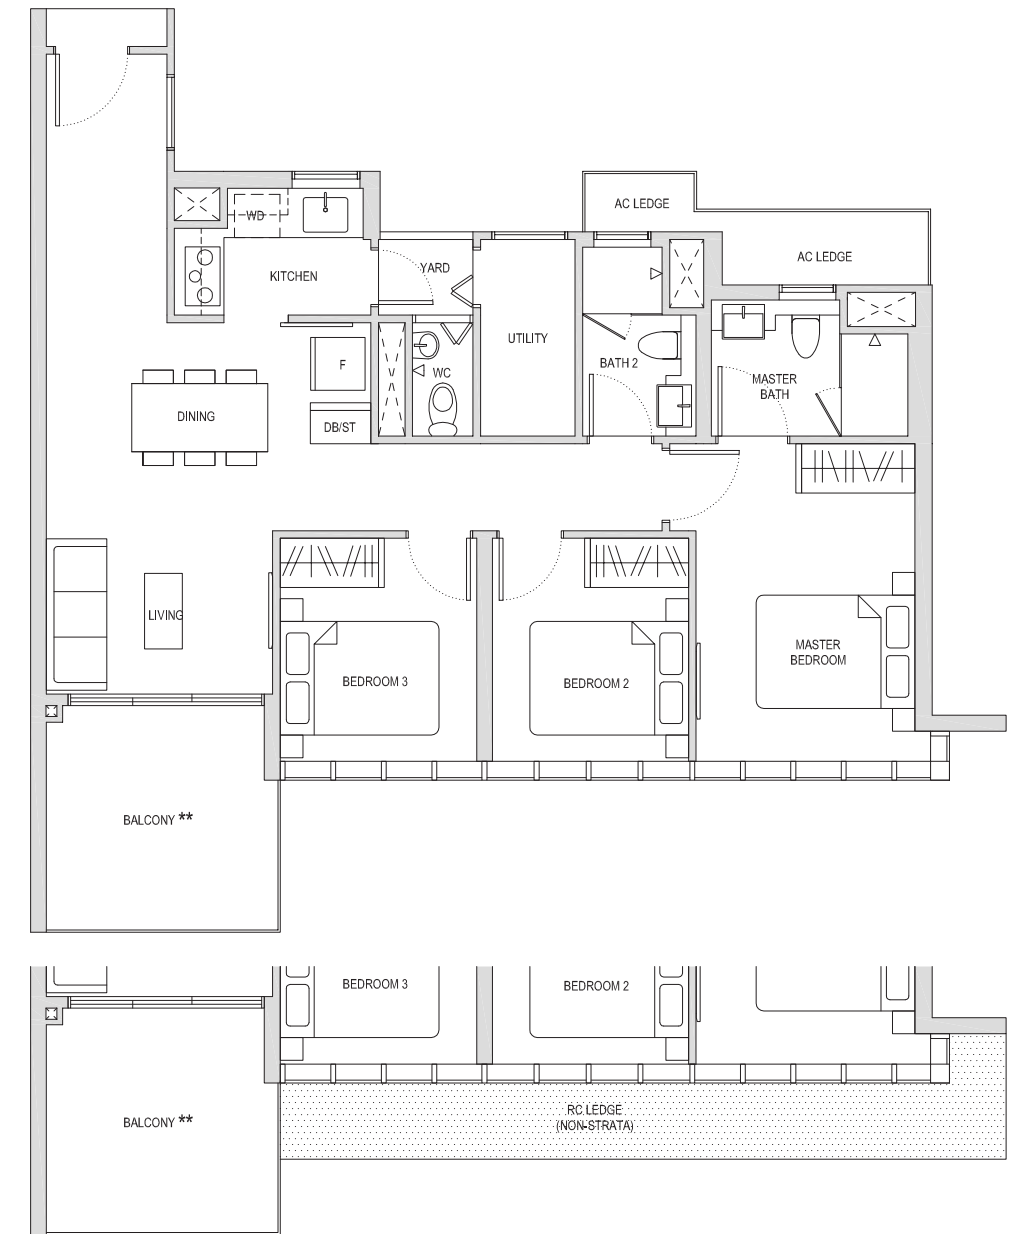 AC LEDGE
WD
AC LEDGE
YARD
KITCHEN
UTILITY
BATH 2
F
WC
MASTER
BATH
DINING
DB/ST
LIVING
MASTER
BEDROOM
BEDROOM 3
BEDROOM 2
BALCONY **
BEDROOM 3
BEDROOM 2
RC LEDGE
(NON-STRATA)
BALCONY **